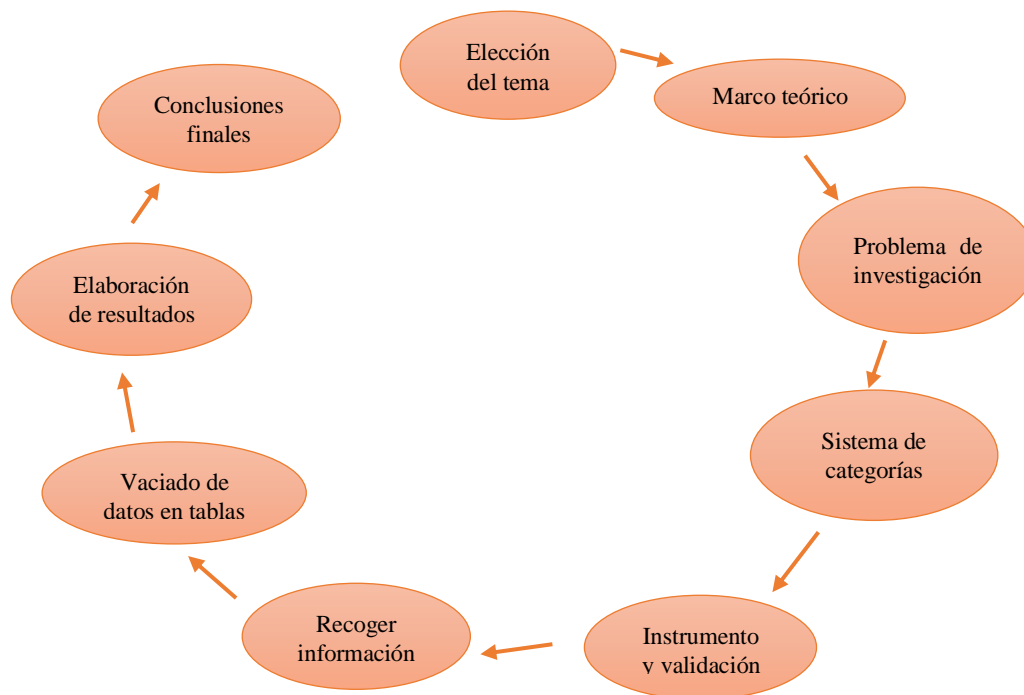 Elección
del tema
Marco teórico
Problema de
investigación
Sistema de
categorías
Instrumento
y validación
Recoger
información
Vaciado de
datos en tablas
Elaboración
de resultados
Conclusiones
finales